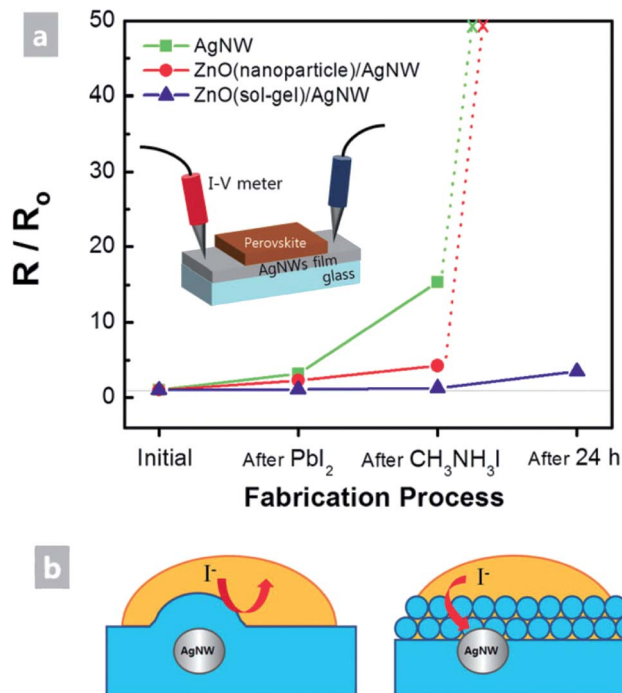 a
50
40
30
20
10
0
R / Rₒ
AgNW
ZnO(nanoparticle)/AgNW
ZnO(sol-gel)/AgNW
I-V meter
Perovskite
AgNWs film
glass
Initial
After PbI₂
After CH₃NH₃I
After 24 h
Fabrication Process
b
I⁻
AgNW
I⁻
AgNW